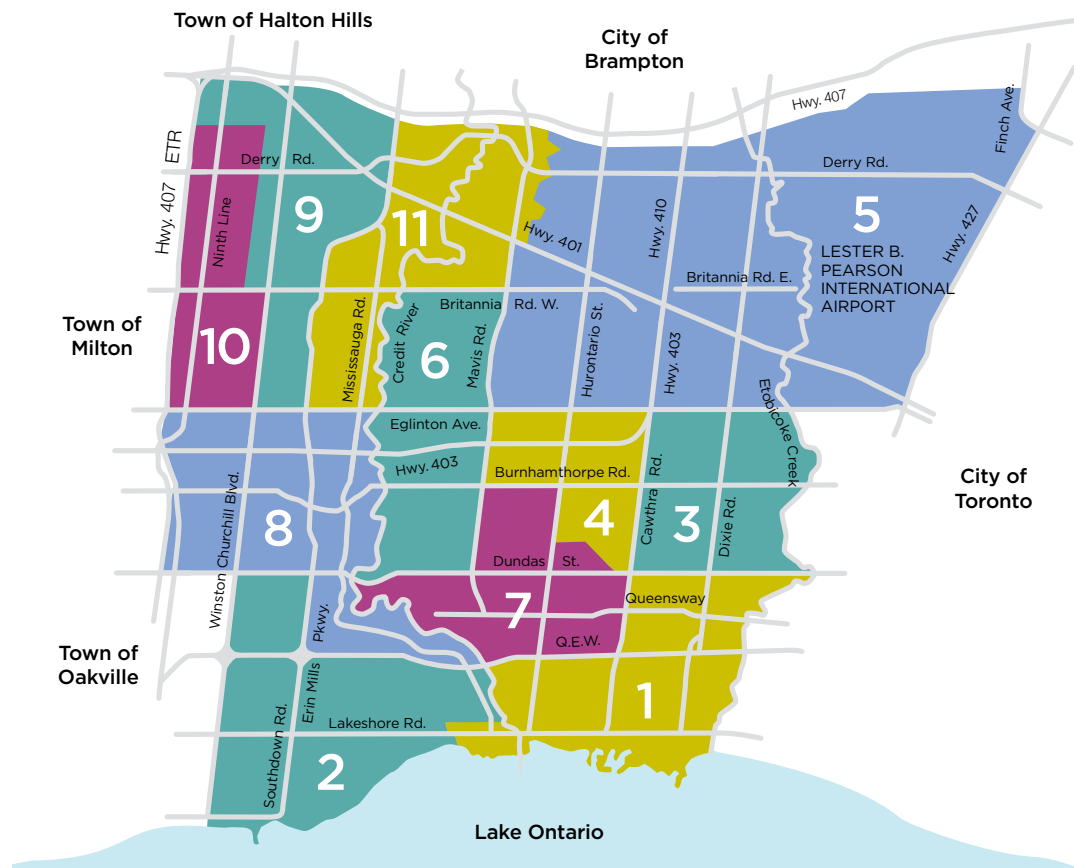 Town of Halton Hills
City of
Brampton
Hwy. 407
Finch Ave.
ETR
Derry Rd.
Derry Rd.
Hwy. 407
Ninth Line
9
11
5
Hwy. 401
Hwy. 410
Hwy. 427
LESTER B.
PEARSON
INTERNATIONAL
AIRPORT
Britannia Rd. E.
Britannia Rd. W.
Town of
Milton
10
Mississauga Rd.
Credit River
6
Mavis Rd.
Hurontario St.
Hwy. 403
Etobicoke Creek
Eglinton Ave.
Hwy. 403
Burnhamthorpe Rd.
City of
Toronto
Winston Churchill Blvd.
8
4
Cawthra Rd.
3
Dixie Rd.
Dundas St.
7
Queensway
Q.E.W.
Town of
Oakville
Erin Mills Pkwy.
1
Southdown Rd.
Lakeshore Rd.
2
Lake Ontario